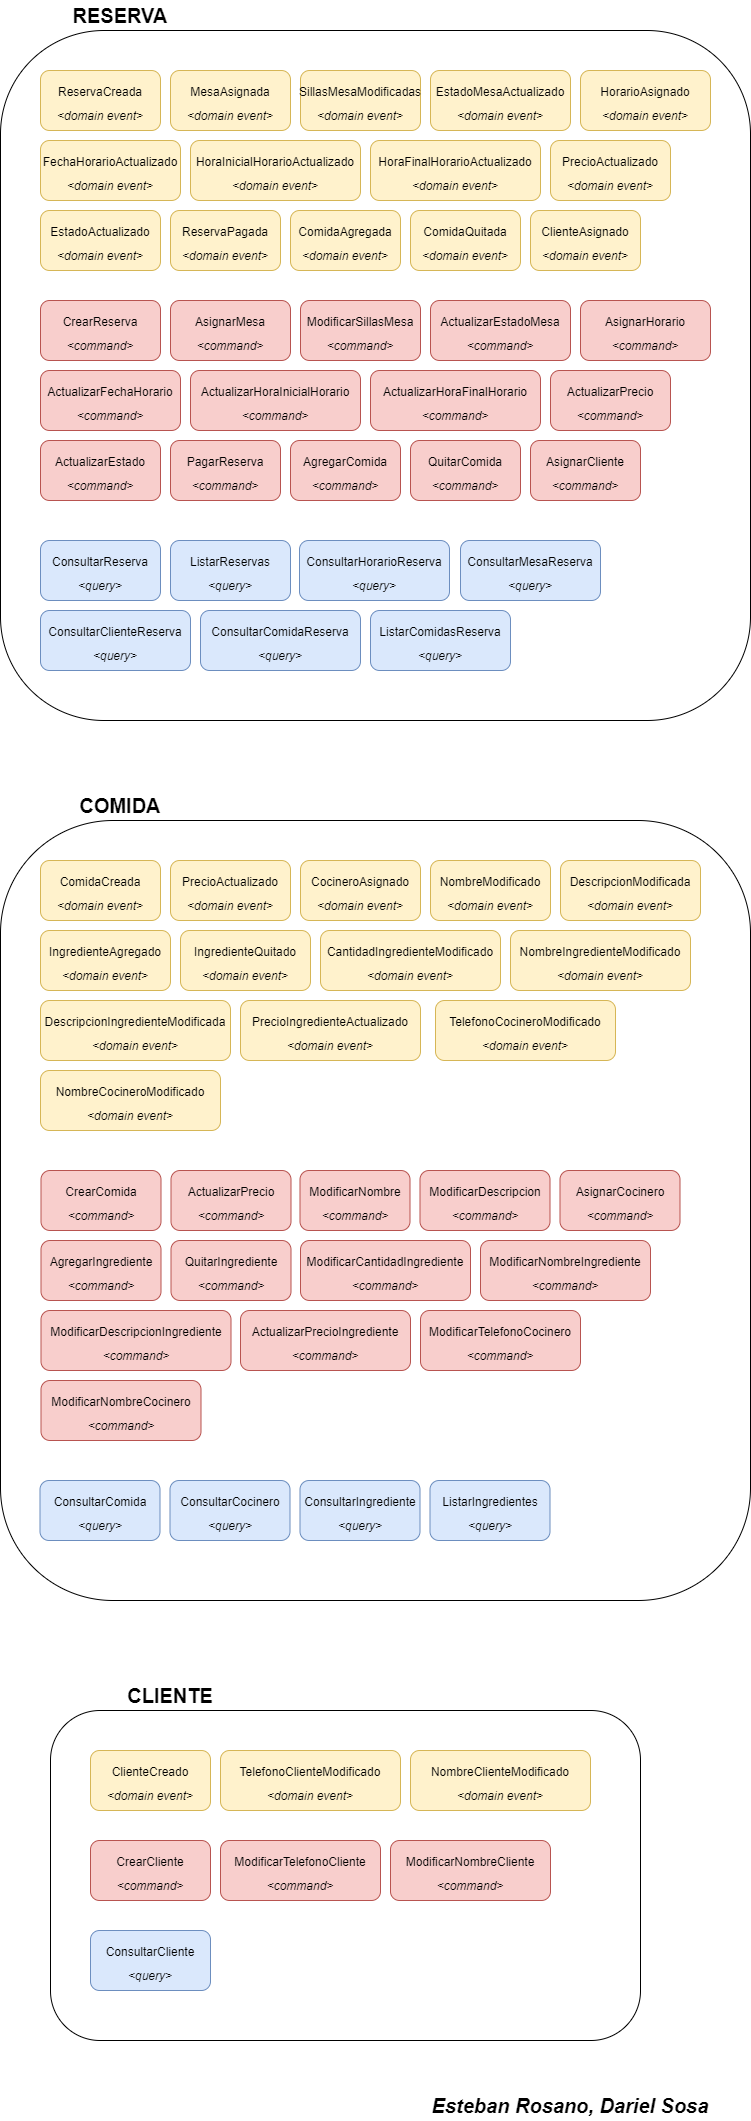 RESERVA
ReservaCreada
<domain event>
MesaAsignada
<domain event>
SillasMesaModificadas
<domain event>
EstadoMesaActualizado
<domain event>
HorarioAsignado
<domain event>
FechaHorarioActualizado
<domain event>
HoraInicialHorarioActualizado
<domain event>
HoraFinalHorarioActualizado
<domain event>
PrecioActualizado
<domain event>
EstadoActualizado
<domain event>
ReservaPagada
<domain event>
ComidaAgregada
<domain event>
ComidaQuitada
<domain event>
ClienteAsignado
<domain event>
CrearReserva
<command>
AsignarMesa
<command>
ModificarSillasMesa
<command>
ActualizarEstadoMesa
<command>
AsignarHorario
<command>
ActualizarFechaHorario
<command>
ActualizarHoraInicialHorario
<command>
ActualizarHoraFinalHorario
<command>
ActualizarPrecio
<command>
ActualizarEstado
<command>
PagarReserva
<command>
AgregarComida
<command>
QuitarComida
<command>
AsignarCliente
<command>
ConsultarReserva
<query>
ListarReservas
<query>
ConsultarHorarioReserva
<query>
ConsultarMesaReserva
<query>
ConsultarClienteReserva
<query>
ConsultarComidaReserva
<query>
ListarComidasReserva
<query>
COMIDA
ComidaCreada
<domain event>
PrecioActualizado
<domain event>
CocineroAsignado
<domain event>
NombreModificado
<domain event>
DescripcionModificada
<domain event>
IngredienteAgregado
<domain event>
IngredienteQuitado
<domain event>
CantidadIngredienteModificado
<domain event>
NombreIngredienteModificado
<domain event>
DescripcionIngredienteModificada
<domain event>
PrecioIngredienteActualizado
<domain event>
TelefonoCocineroModificado
<domain event>
NombreCocineroModificado
<domain event>
CrearComida
<command>
ActualizarPrecio
<command>
ModificarNombre
<command>
ModificarDescripcion
<command>
AsignarCocinero
<command>
AgregarIngrediente
<command>
QuitarIngrediente
<command>
ModificarCantidadIngrediente
<command>
ModificarNombreIngrediente
<command>
ModificarDescripcionIngrediente
<command>
ActualizarPrecioIngrediente
<command>
ModificarTelefonoCocinero
<command>
ModificarNombreCocinero
<command>
ConsultarComida
<query>
ConsultarCocinero
<query>
ConsultarIngrediente
<query>
ListarIngredientes
<query>
CLIENTE
ClienteCreado
<domain event>
TelefonoClienteModificado
<domain event>
NombreClienteModificado
<domain event>
CrearCliente
<command>
ModificarTelefonoCliente
<command>
ModificarNombreCliente
<command>
ConsultarCliente
<query>
Esteban Rosano, Dariel Sosa